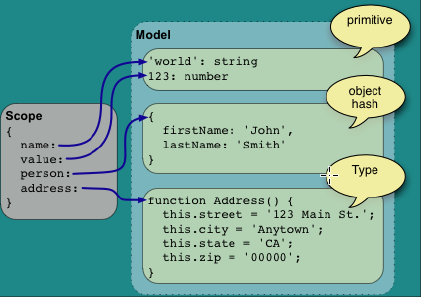 primitive
Model
'world': string
123: number
object
hash
Scope
{
name:
value:
person:
address:
}
{
firstName: 'John',
lastName: 'Smith'
}
Type
function Address() {
this.street = '123 Main St.';
this.city = 'Anytown';
this.state = 'CA';
this.zip = '00000';
}